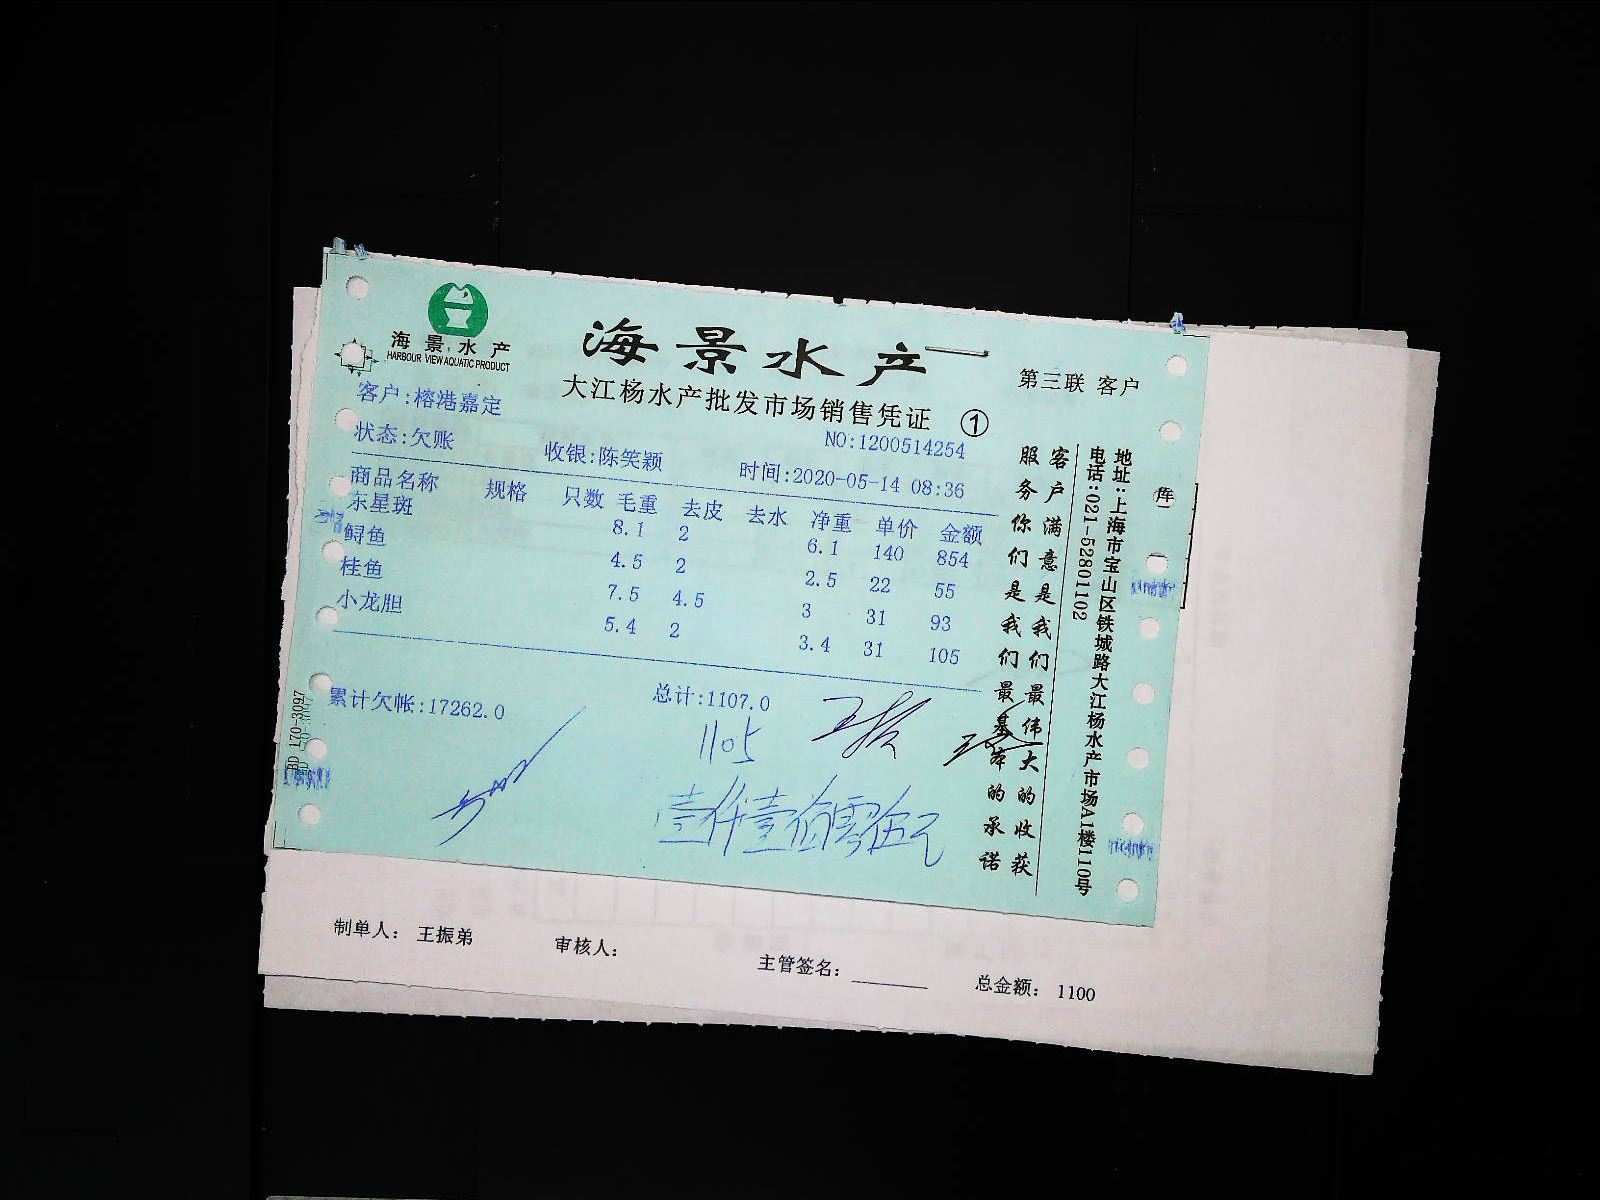 海景水产
HARBOUR VIEW AQUATIC PRODUCT
海景水产
大江杨水产批发市场销售凭证 ①
第三联 客户
客户:榕港嘉定
NO:1200514254
状态:欠账 收银:陈笑颖 时间:2020-05-14 08:36
商品名称 规格 只数 毛重 去皮 去水 净重 单价 金额
东星斑 8.1 2 6.1 140 854
鲟鱼 4.5 2 2.5 22 55
桂鱼 7.5 4.5 3 31 93
小龙胆 5.4 2 3.4 31 105
累计欠帐:17262.0 总计:1107.0
1105
壹仟壹佰零伍元
客户满意是我们最伟大的收获
服务你们是我们最基本的承诺
地址:上海市宝山区铁城路大江杨水产市场A1楼110号
电话:021-52801102
BD 170-3097
库
制单人: 王振弟 审核人: 主管签名: 总金额: 1100